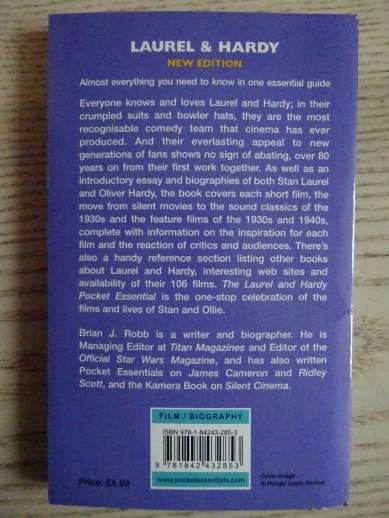 LAUREL & HARDY
NEW EDITION
Almost everything you need to know in one essential guide
Everyone knows and loves Laurel and Hardy; in their
crumpled suits and bowler hats, they are the most
recognisable comedy team that cinema has ever
produced. And their everlasting appeal to new
generations of fans shows no sign of abating, over 80
years on from their first work together. As well as an
introductory essay and biographies of both Stan Laurel
and Oliver Hardy, the book covers each short film, the
move from silent movies to the sound classics of the
1930s and the feature films of the 1930s and 1940s,
complete with information on the inspiration for each
film and the reaction of critics and audiences. There's
also a handy reference section listing other books
about Laurel and Hardy, interesting web sites and
availability of their 106 films. The Laurel and Hardy
Pocket Essential is the one-stop celebration of the
films and lives of Stan and Ollie.
Brian J. Robb is a writer and biographer. He is
Managing Editor at Titan Magazines and Editor of the
Official Star Wars Magazine, and has also written
Pocket Essentials on James Cameron and Ridley
Scott, and the Kamera Book on Silent Cinema.
FILM / BIOGRAPHY
ISBN 978-1-84243-285-3
9 781842 432853
www.pocketessentials.com
Price: £4.99
Cover image
© Ronald Grant Archive